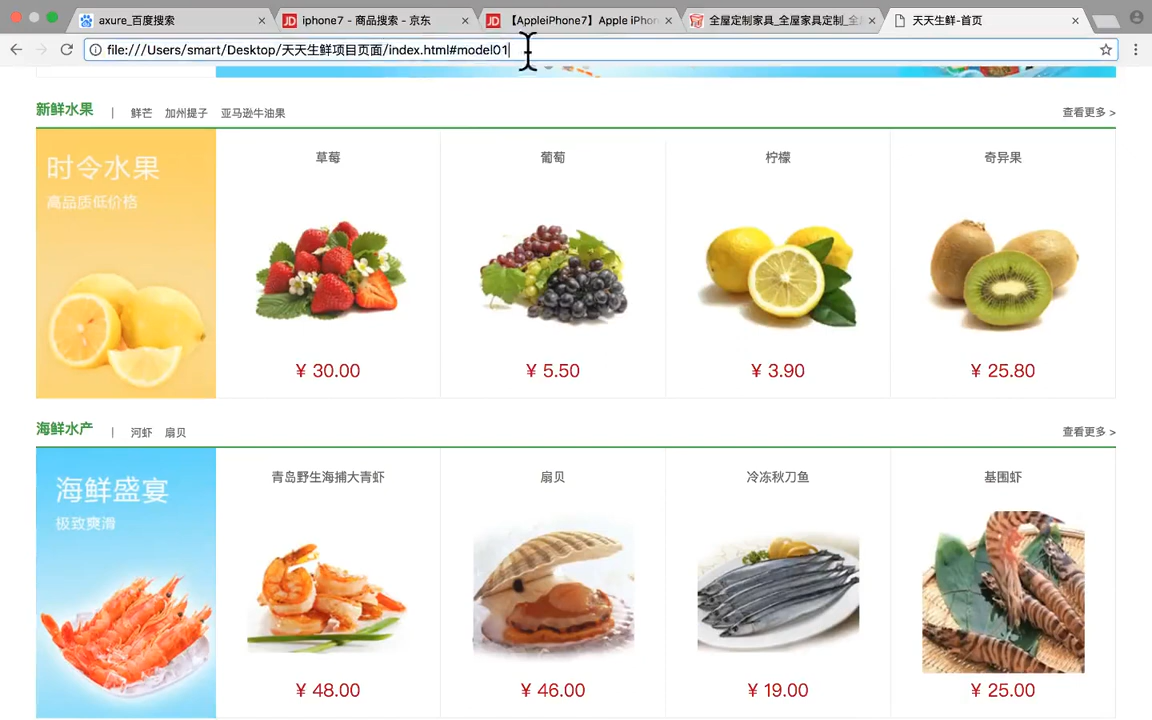 axure_百度搜索
iphone7 - 商品搜索 - 京东
【AppleiPhone7】Apple iPhon
全屋定制家具_全屋家具定制_全
天天生鲜-首页
file:///Users/smart/Desktop/天天生鲜项目页面/index.html#model01
新鲜水果 | 鲜芒 加州提子 亚马逊牛油果 查看更多 >
时令水果
高品质低价格
草莓 葡萄 柠檬 奇异果
¥ 30.00 ¥ 5.50 ¥ 3.90 ¥ 25.80
海鲜水产 | 河虾 扇贝 查看更多 >
海鲜盛宴
极致爽滑
青岛野生海捕大青虾 扇贝 冷冻秋刀鱼 基围虾
¥ 48.00 ¥ 46.00 ¥ 19.00 ¥ 25.00